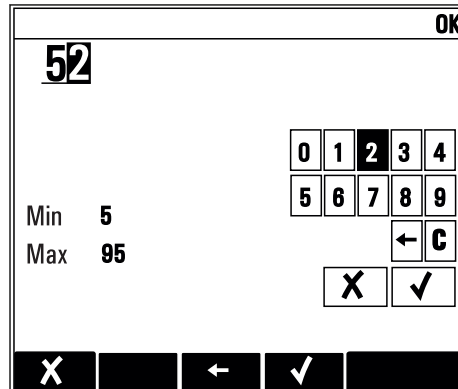 OK
52
0 1 2 3 4
5 6 7 8 9
Min 5
← C
Max 95
X ✓
X ← ✓